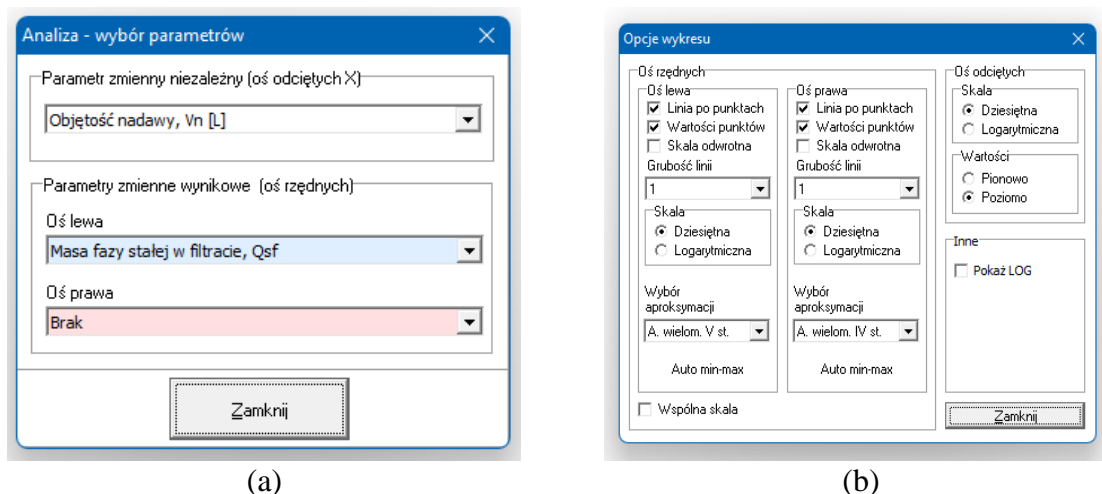 Analiza - wybór parametrów
Parametr zmienny niezależny (oś odciętych X)
Objętość nadawy, Vn [L]
Parametry zmienne wynikowe (oś rzędnych)
Oś lewa
Masa fazy stałej w filtracie, Qsf
Oś prawa
Brak
Zamknij
(a)
Opcje wykresu
Oś rzędnych
Oś lewa
Linia po punktach
Wartości punktów
Skala odwrotna
Grubość linii
1
Skala
Dziesiętna
Logarytmiczna
Wybór
aproksymacji
A. wielom. V st.
Auto min-max
Oś prawa
Linia po punktach
Wartości punktów
Skala odwrotna
Grubość linii
1
Skala
Dziesiętna
Logarytmiczna
Wybór
aproksymacji
A. wielom. IV st.
Auto min-max
Wspólna skala
Oś odciętych
Skala
Dziesiętna
Logarytmiczna
Wartości
Pionowo
Poziomo
Inne
Pokaż LOG
Zamknij
(b)